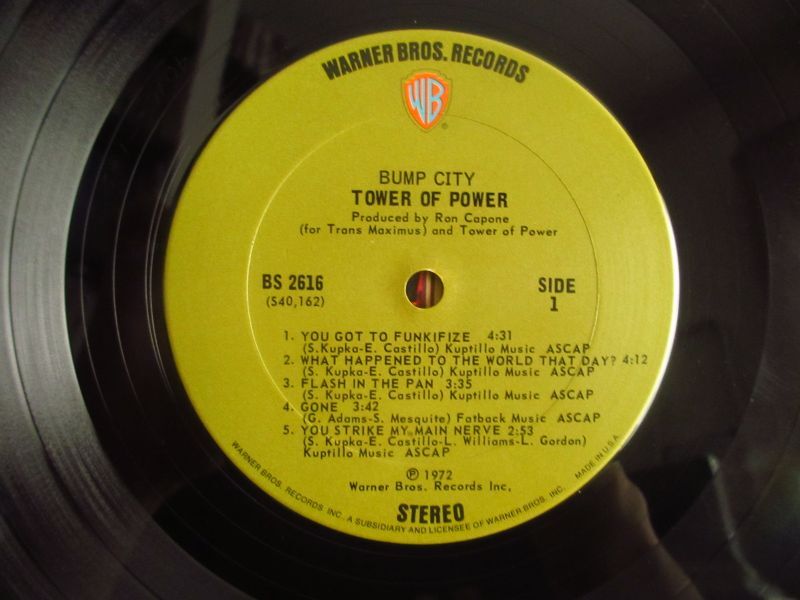 WARNER BROS. RECORDS
WB
®
BUMP CITY
TOWER OF POWER
Produced by Ron Capone
(for Trans Maximus) and Tower of Power
BS 2616
(S40,162)
SIDE
1
1. YOU GOT TO FUNKIFIZE 4:31
(S.Kupka-E. Castillo) Kuptillo Music ASCAP
2. WHAT HAPPENED TO THE WORLD THAT DAY? 4:12
(S. Kupka-E. Castillo) Kuptillo Music ASCAP
3. FLASH IN THE PAN 3:35
(S.Kupka-E. Castillo) Kuptillo Music ASCAP
4. GONE 3:42
(G. Adams-S. Mesquite) Fatback Music ASCAP
5. YOU STRIKE MY MAIN NERVE 2:53
(S. Kupka-E. Castillo-L. Williams-L. Gordon)
Kuptillo Music ASCAP
℗ 1972
Warner Bros. Records Inc.
STEREO
WARNER BROS. RECORDS INC. A SUBSIDIARY AND LICENSEE OF WARNER BROS. INC. MADE IN U.S.A.